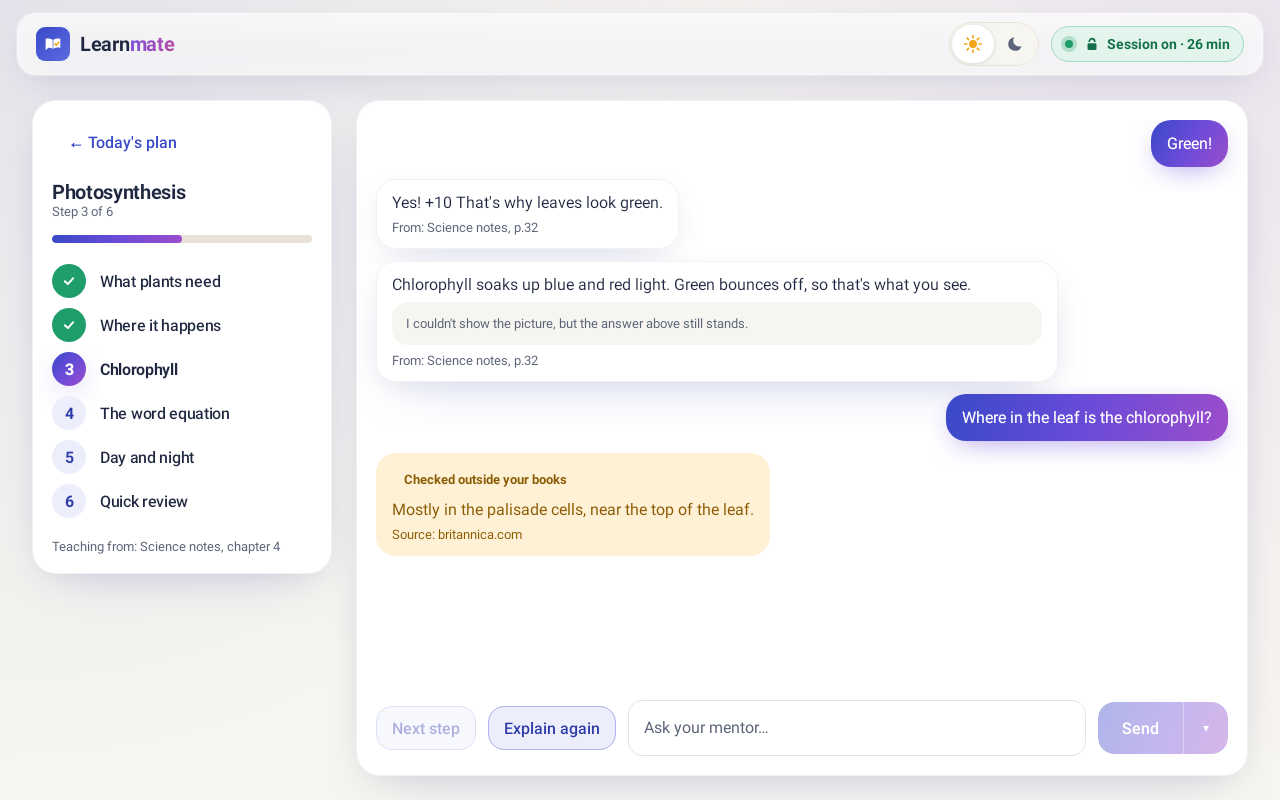 Learnmate
Session on · 26 min
← Today's plan
Photosynthesis
Step 3 of 6
What plants need
Where it happens
3 Chlorophyll
4 The word equation
5 Day and night
6 Quick review
Teaching from: Science notes, chapter 4
Green!
Yes! +10 That's why leaves look green.
From: Science notes, p.32
Chlorophyll soaks up blue and red light. Green bounces off, so that's what you see.
I couldn't show the picture, but the answer above still stands.
From: Science notes, p.32
Where in the leaf is the chlorophyll?
Checked outside your books
Mostly in the palisade cells, near the top of the leaf.
Source: britannica.com
Next step
Explain again
Ask your mentor…
Send